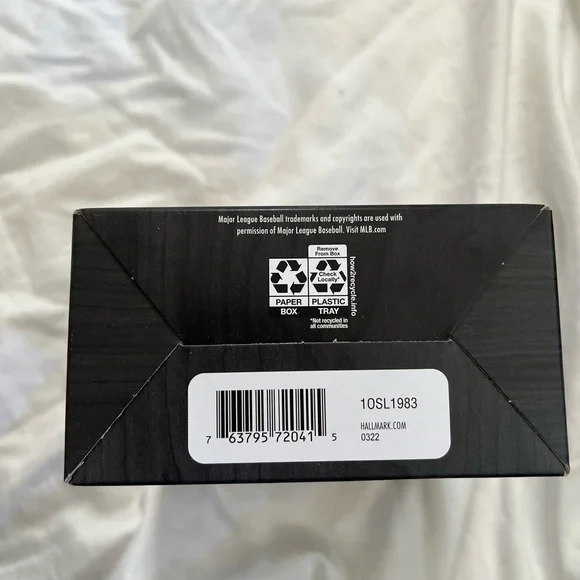 Major League Baseball trademarks and copyrights are used with
permission of Major League Baseball. Visit MLB.com
Remove
From Box
Check
Locally*
PAPER
BOX
PLASTIC
TRAY
*Not recycled in
all communities
how2recycle.info
7 63795 72041 5
1OSL1983
HALLMARK.COM
0322